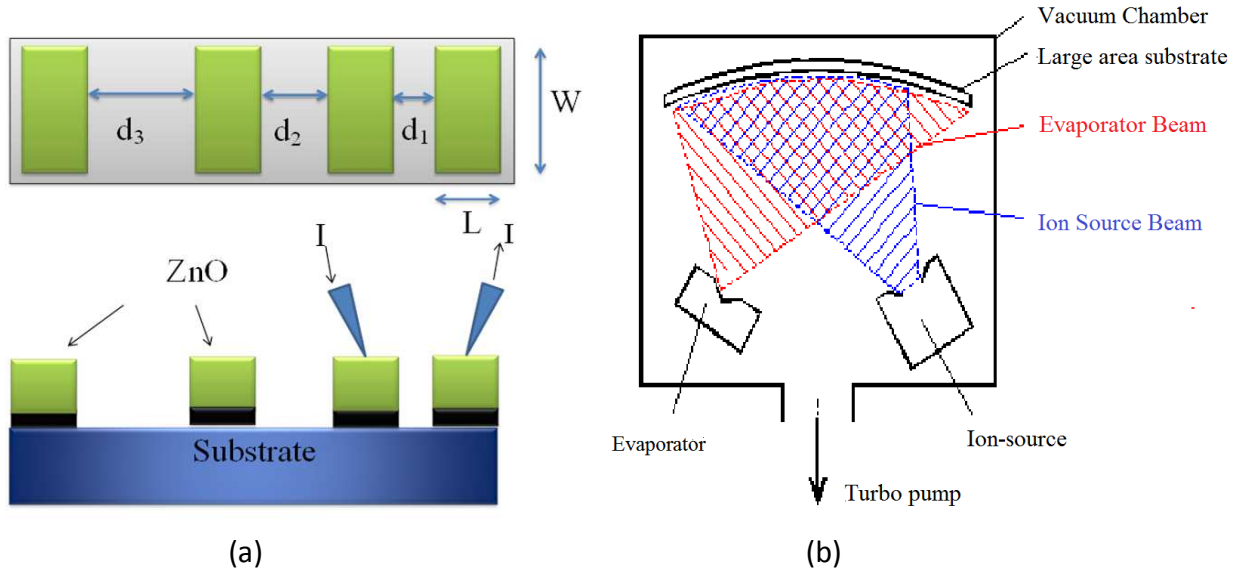 d₃
d₂
d₁
W
L
I
I
ZnO
Substrate
(a)
Vacuum Chamber
Large area substrate
Evaporator Beam
Ion Source Beam
Evaporator
Ion-source
Turbo pump
(b)